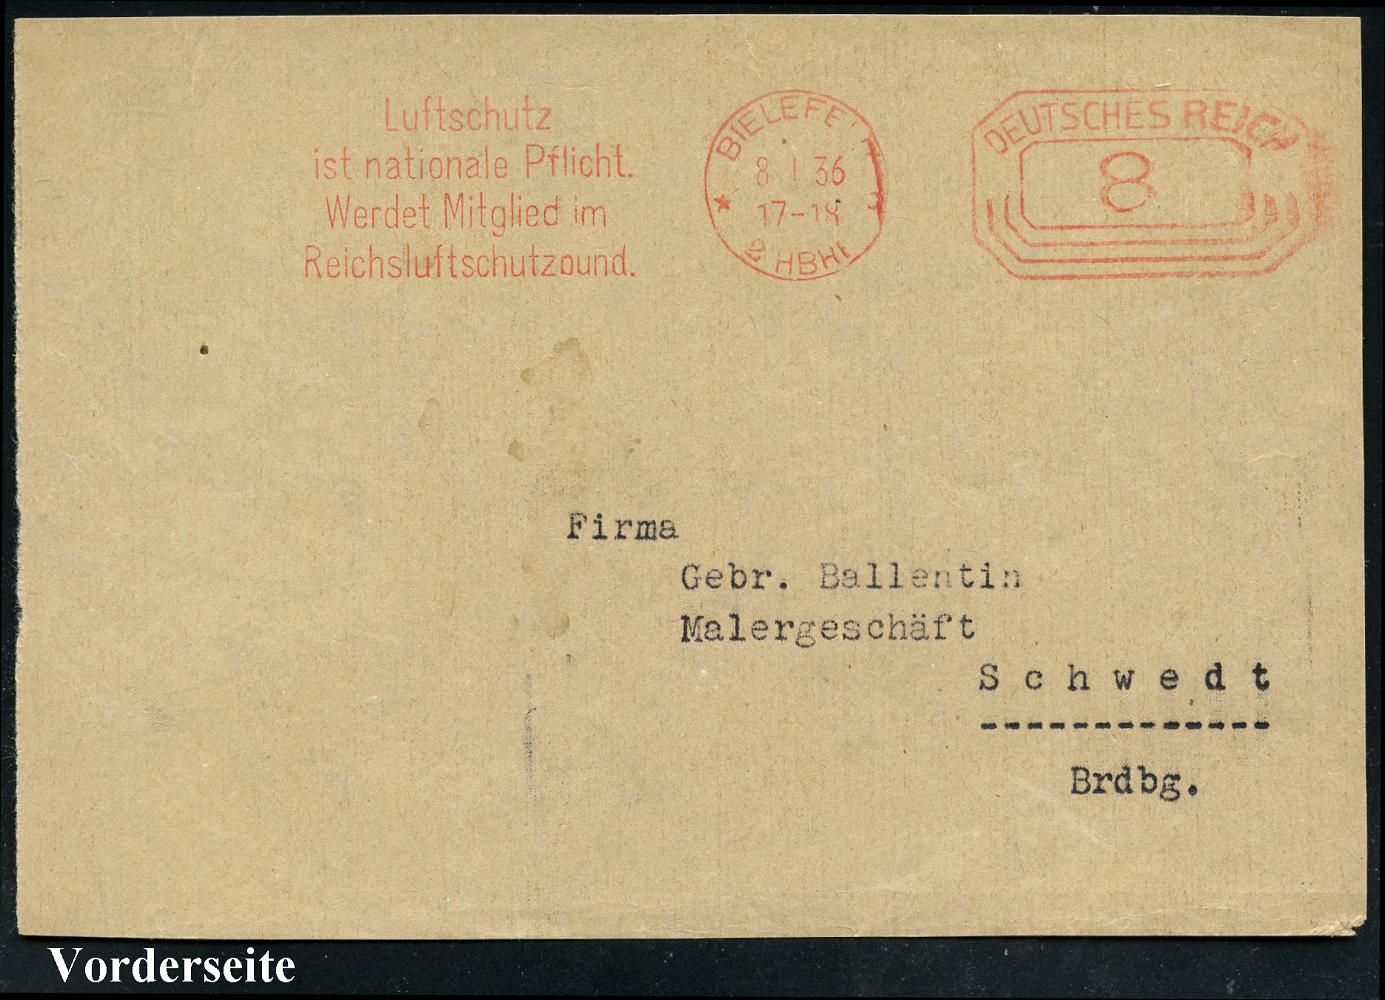 Luftschutz
ist nationale Pflicht.
Werdet Mitglied im
Reichsluftschutzbund.
BIELEFE
8 1 36
17-18
2 HBHf
DEUTSCHES REICH
8
Firma
Gebr. Ballentin
Malergeschäft
Schwedt
-------------
Brdbg.
Vorderseite